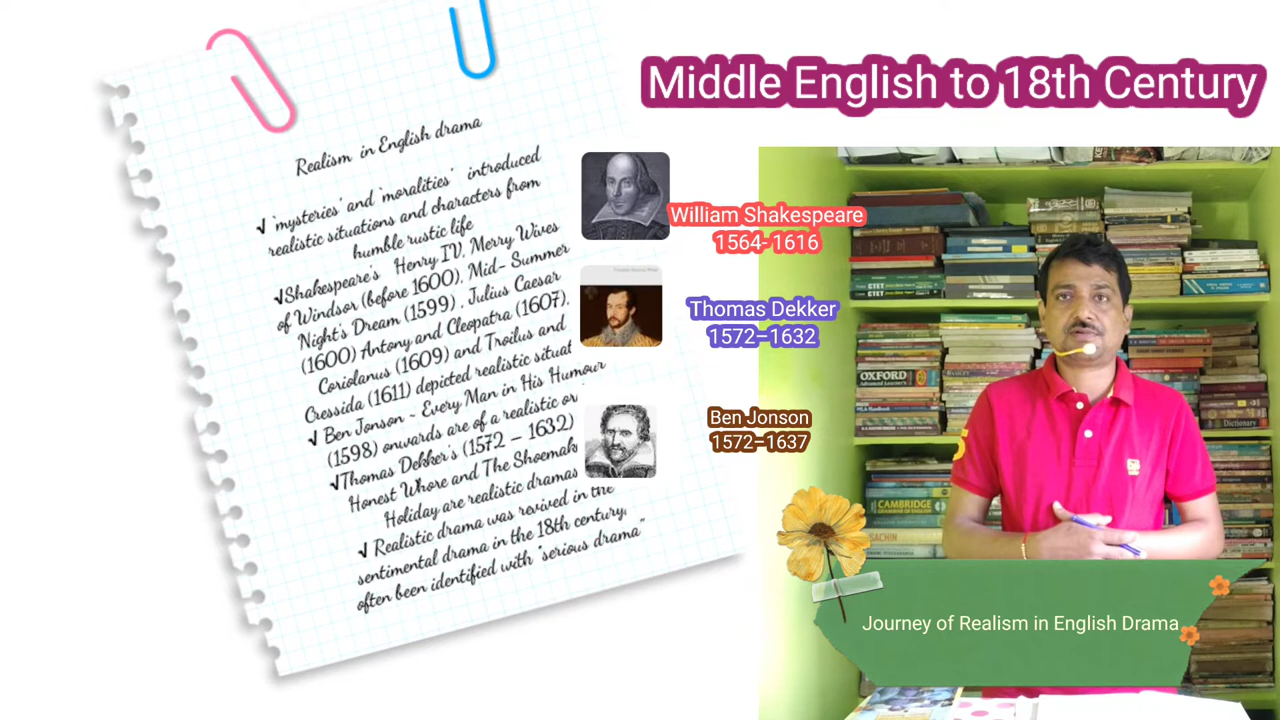 Middle English to 18th Century
Realism in English drama
√ 'mysteries' and 'moralities' introduced
realistic situations and characters from
humble rustic life
√Shakespeare's Henry IV, Merry Wives
of Windsor (before 1600), Mid- Summer
Night's Dream (1599) , Julius Caesar
(1600) Antony and Cleopatra (1607),
Coriolanus (1609) and Troilus and
Cressida (1611) depicted realistic situat
√ Ben Jonson - Every Man in His Humour
(1598) onwards are of a realistic or
√Thomas Dekker's (1572 – 1632)
Honest Whore and The Shoemak
Holiday are realistic dramas
√ Realistic drama was revived in the
sentimental drama in the 18th century,
often been identified with "serious drama"
William Shakespeare
1564- 1616
Thomas Dekker
1572–1632
Ben Jonson
1572–1637
CTET
CTET
OXFORD
Advanced Learner's
Dictionary
CAMBRIDGE
SACHIN
Journey of Realism in English Drama